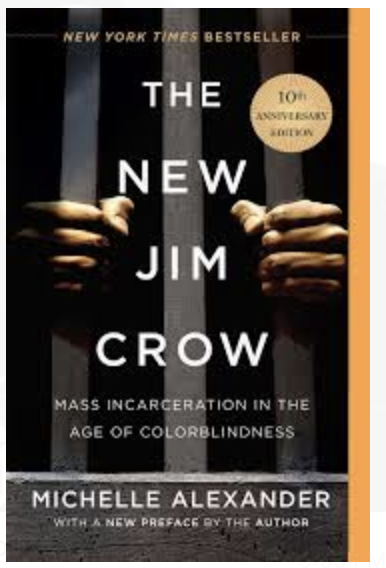 NEW YORK TIMES BESTSELLER
THE
10th
ANNIVERSARY
EDITION
NEW
JIM
CROW
MASS INCARCERATION IN THE
AGE OF COLORBLINDNESS
MICHELLE ALEXANDER
WITH A NEW PREFACE BY THE AUTHOR